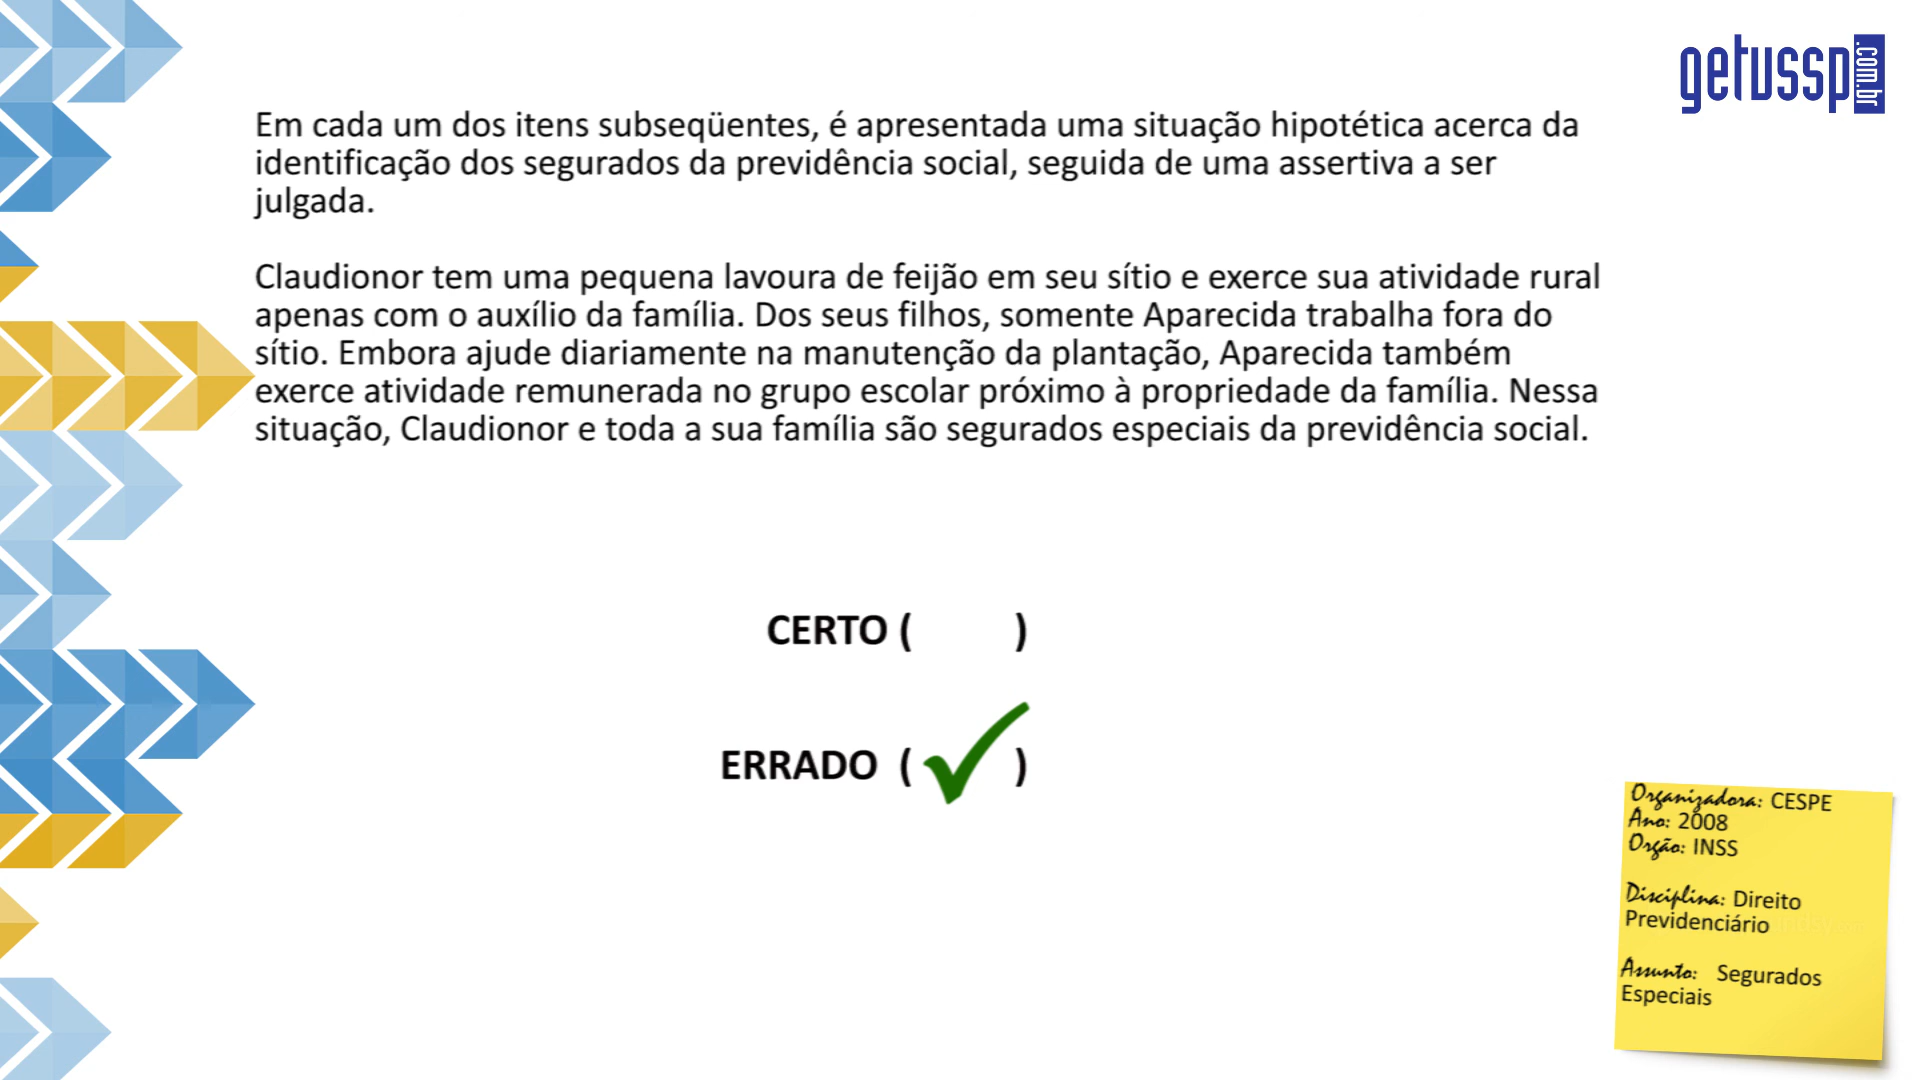 getussp.com.br
Em cada um dos itens subseqüentes, é apresentada uma situação hipotética acerca da
identificação dos segurados da previdência social, seguida de uma assertiva a ser
julgada.
Claudionor tem uma pequena lavoura de feijão em seu sítio e exerce sua atividade rural
apenas com o auxílio da família. Dos seus filhos, somente Aparecida trabalha fora do
sítio. Embora ajude diariamente na manutenção da plantação, Aparecida também
exerce atividade remunerada no grupo escolar próximo à propriedade da família. Nessa
situação, Claudionor e toda a sua família são segurados especiais da previdência social.
CERTO ( )
ERRADO ( )
Organizadora: CESPE
Ano: 2008
Orgão: INSS
Disciplina: Direito
Previdenciário
Assunto: Segurados
Especiais